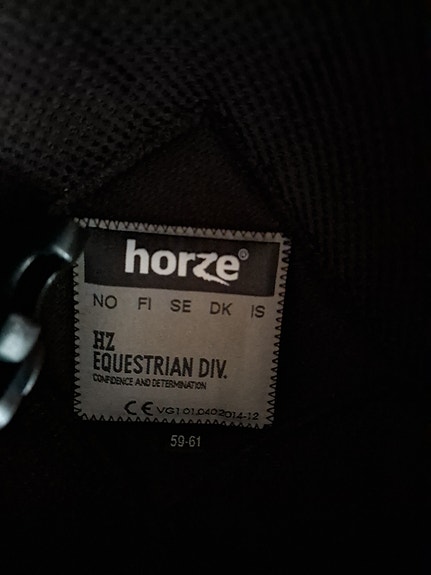 horze®
NO FI SE DK IS
HZ
EQUESTRIAN DIV.
CONFIDENCE AND DETERMINATION
CE VG1 01.040 2014-12
59-61